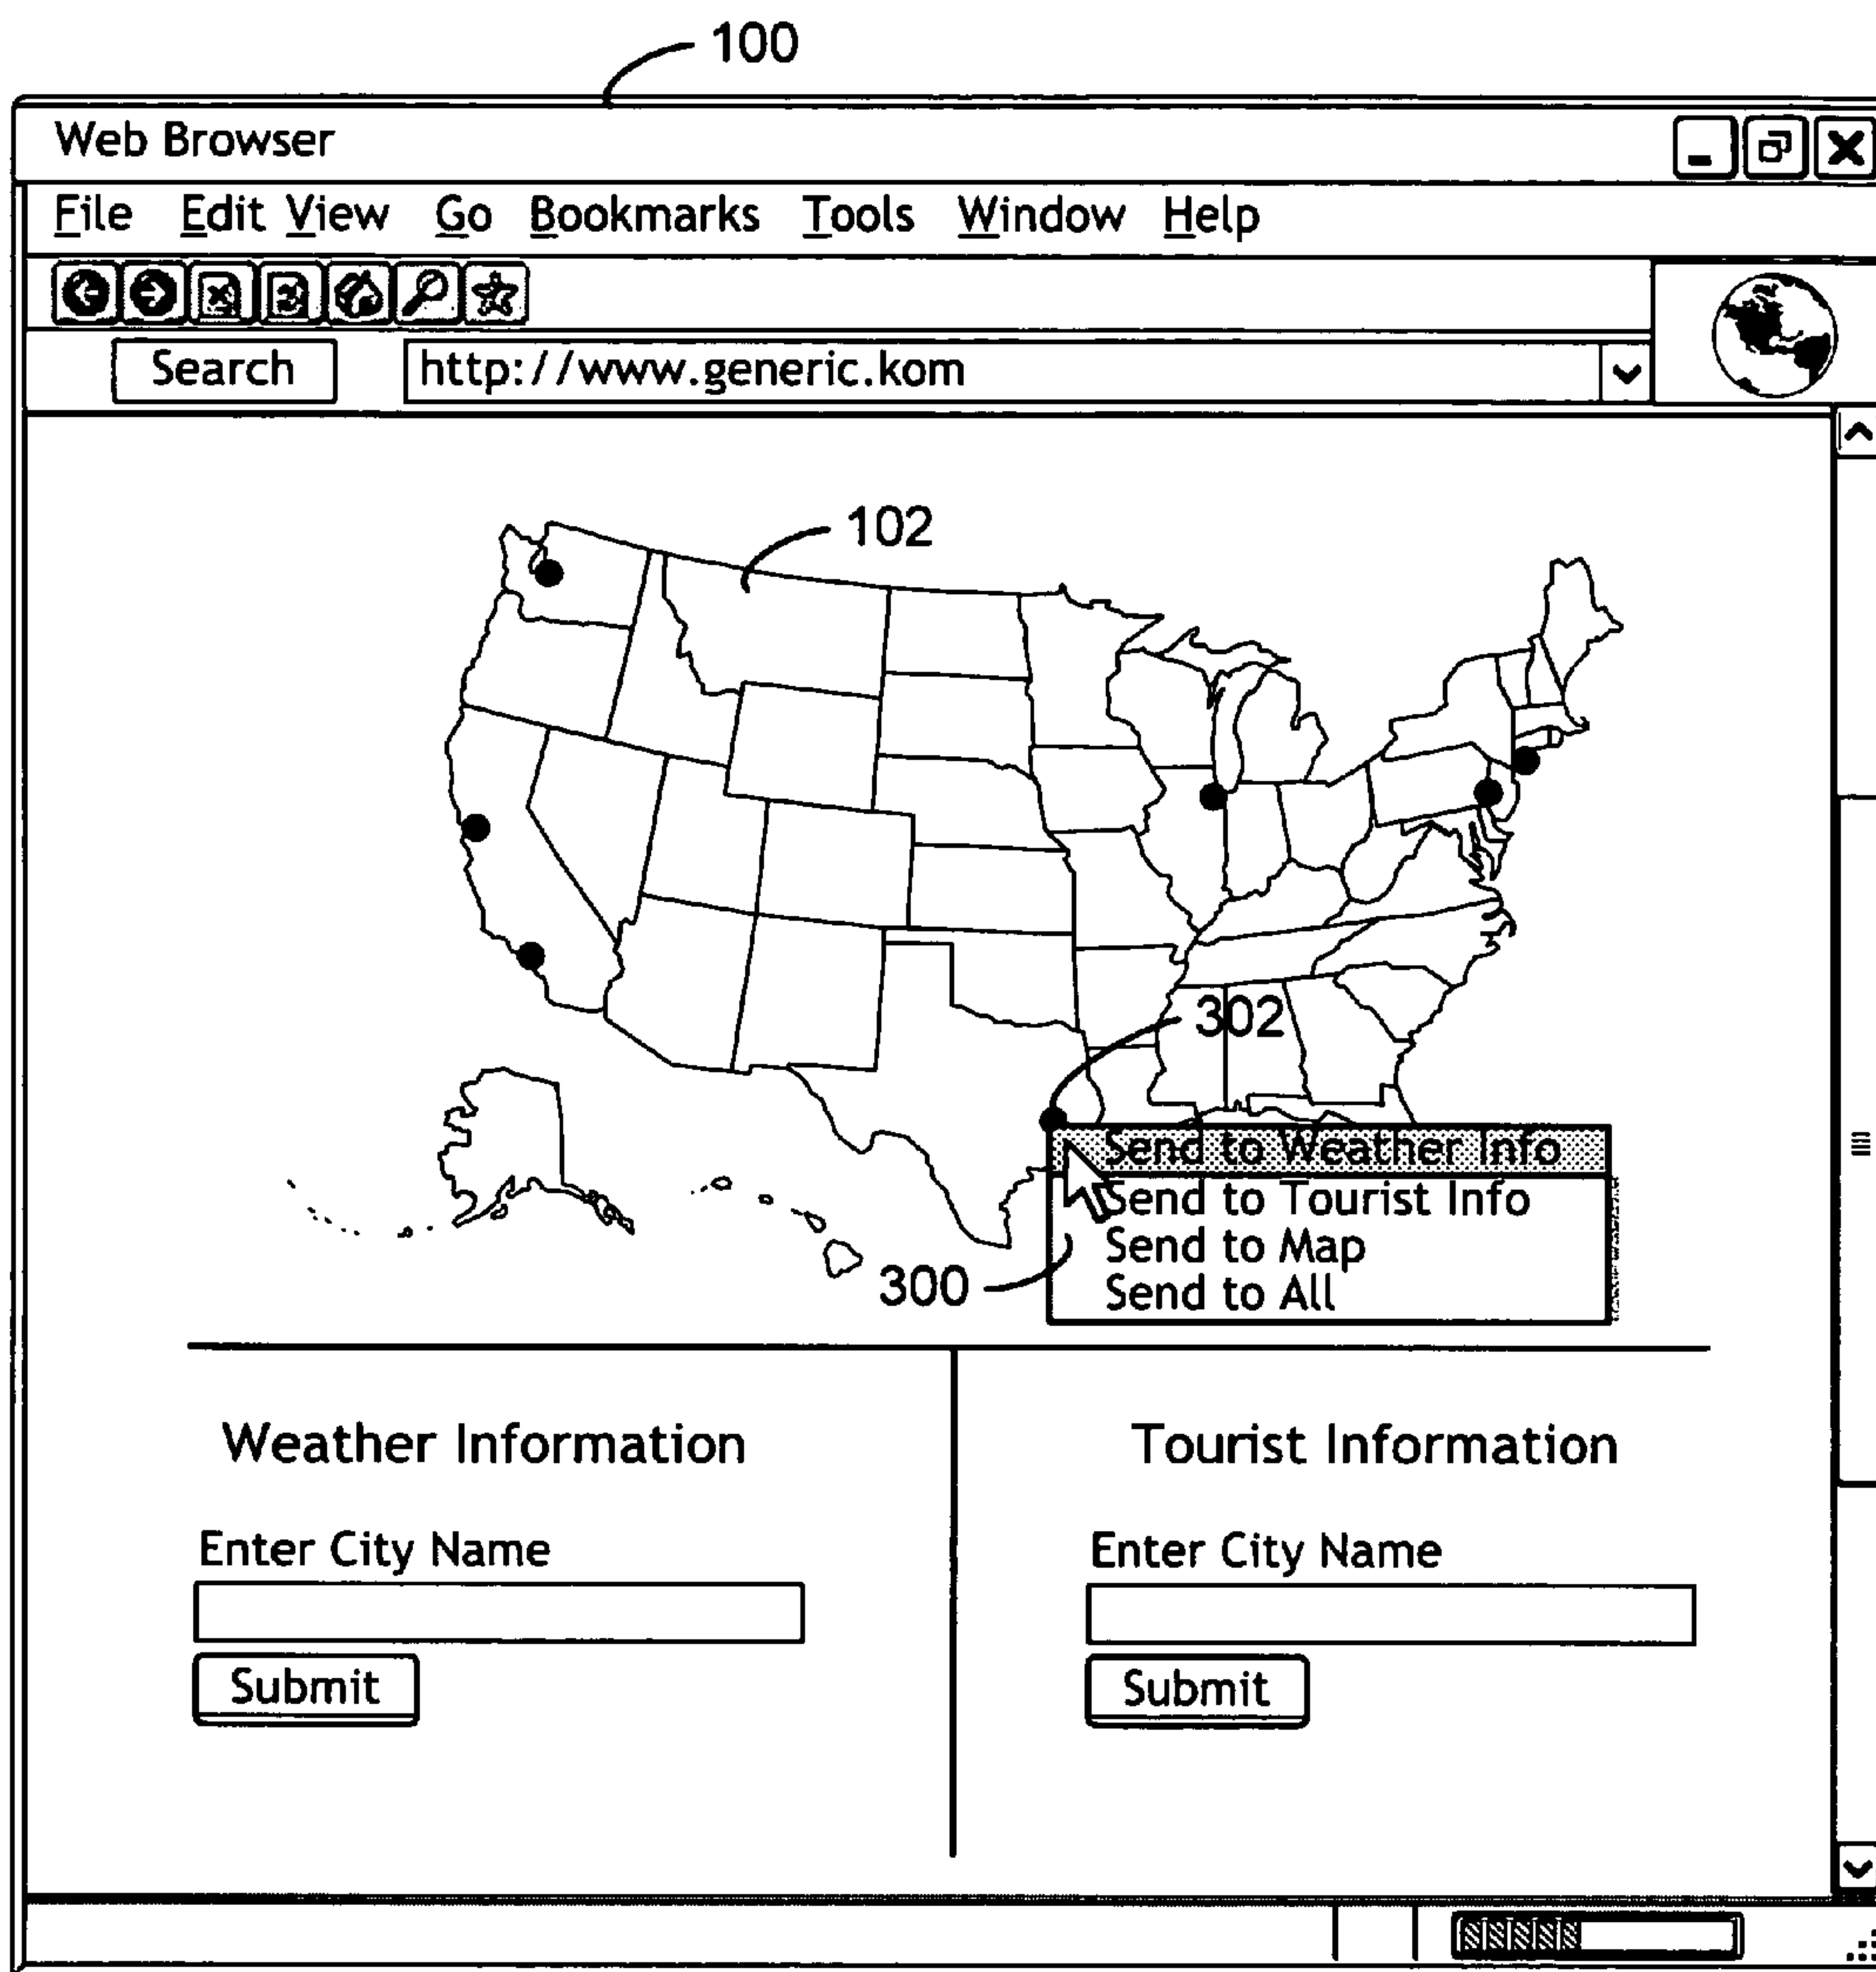 100
Web Browser
File Edit View Go Bookmarks Tools Window Help
Search http://www.generic.kom
102
302
Send to Weather Info
Send to Tourist Info
Send to Map
Send to All
300
Weather Information
Tourist Information
Enter City Name
Enter City Name
Submit
Submit